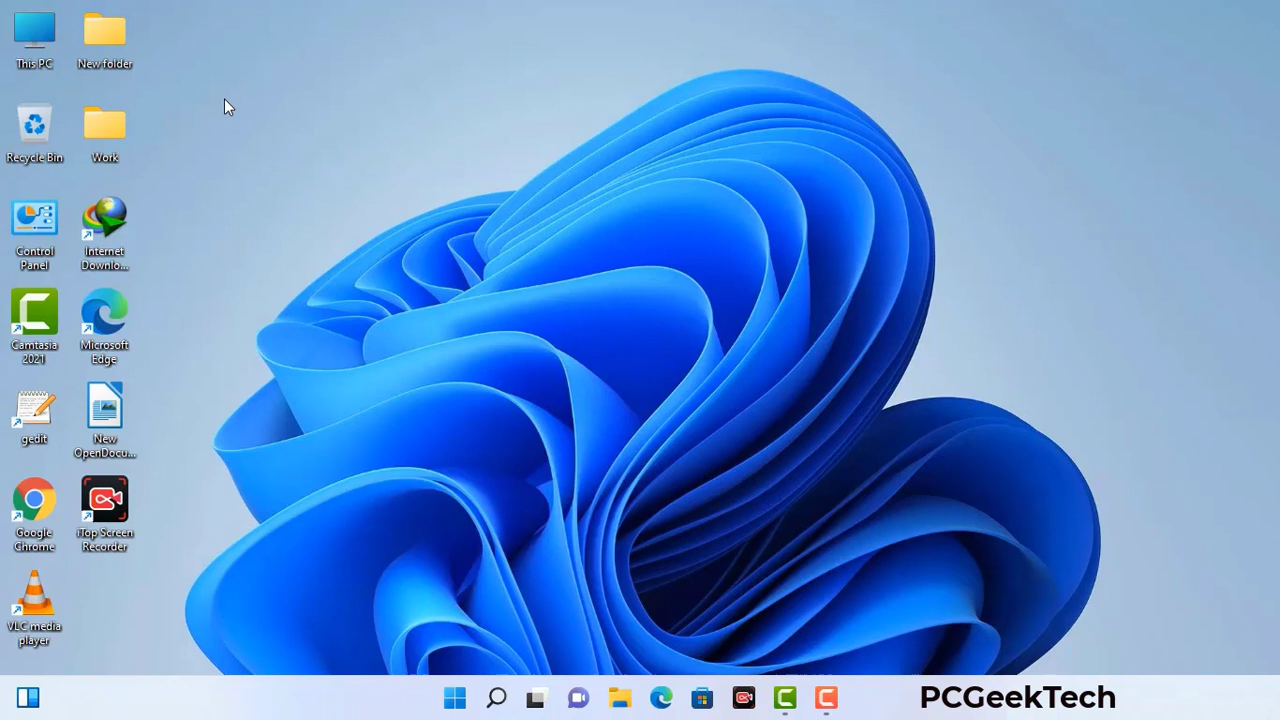 This PC
New folder
Recycle Bin
Work
Control
Panel
Internet
Downlo...
Camtasia
2021
Microsoft
Edge
gedit
New
OpenDocu...
Google
Chrome
iTop Screen
Recorder
VLC media
player
PCGeekTech